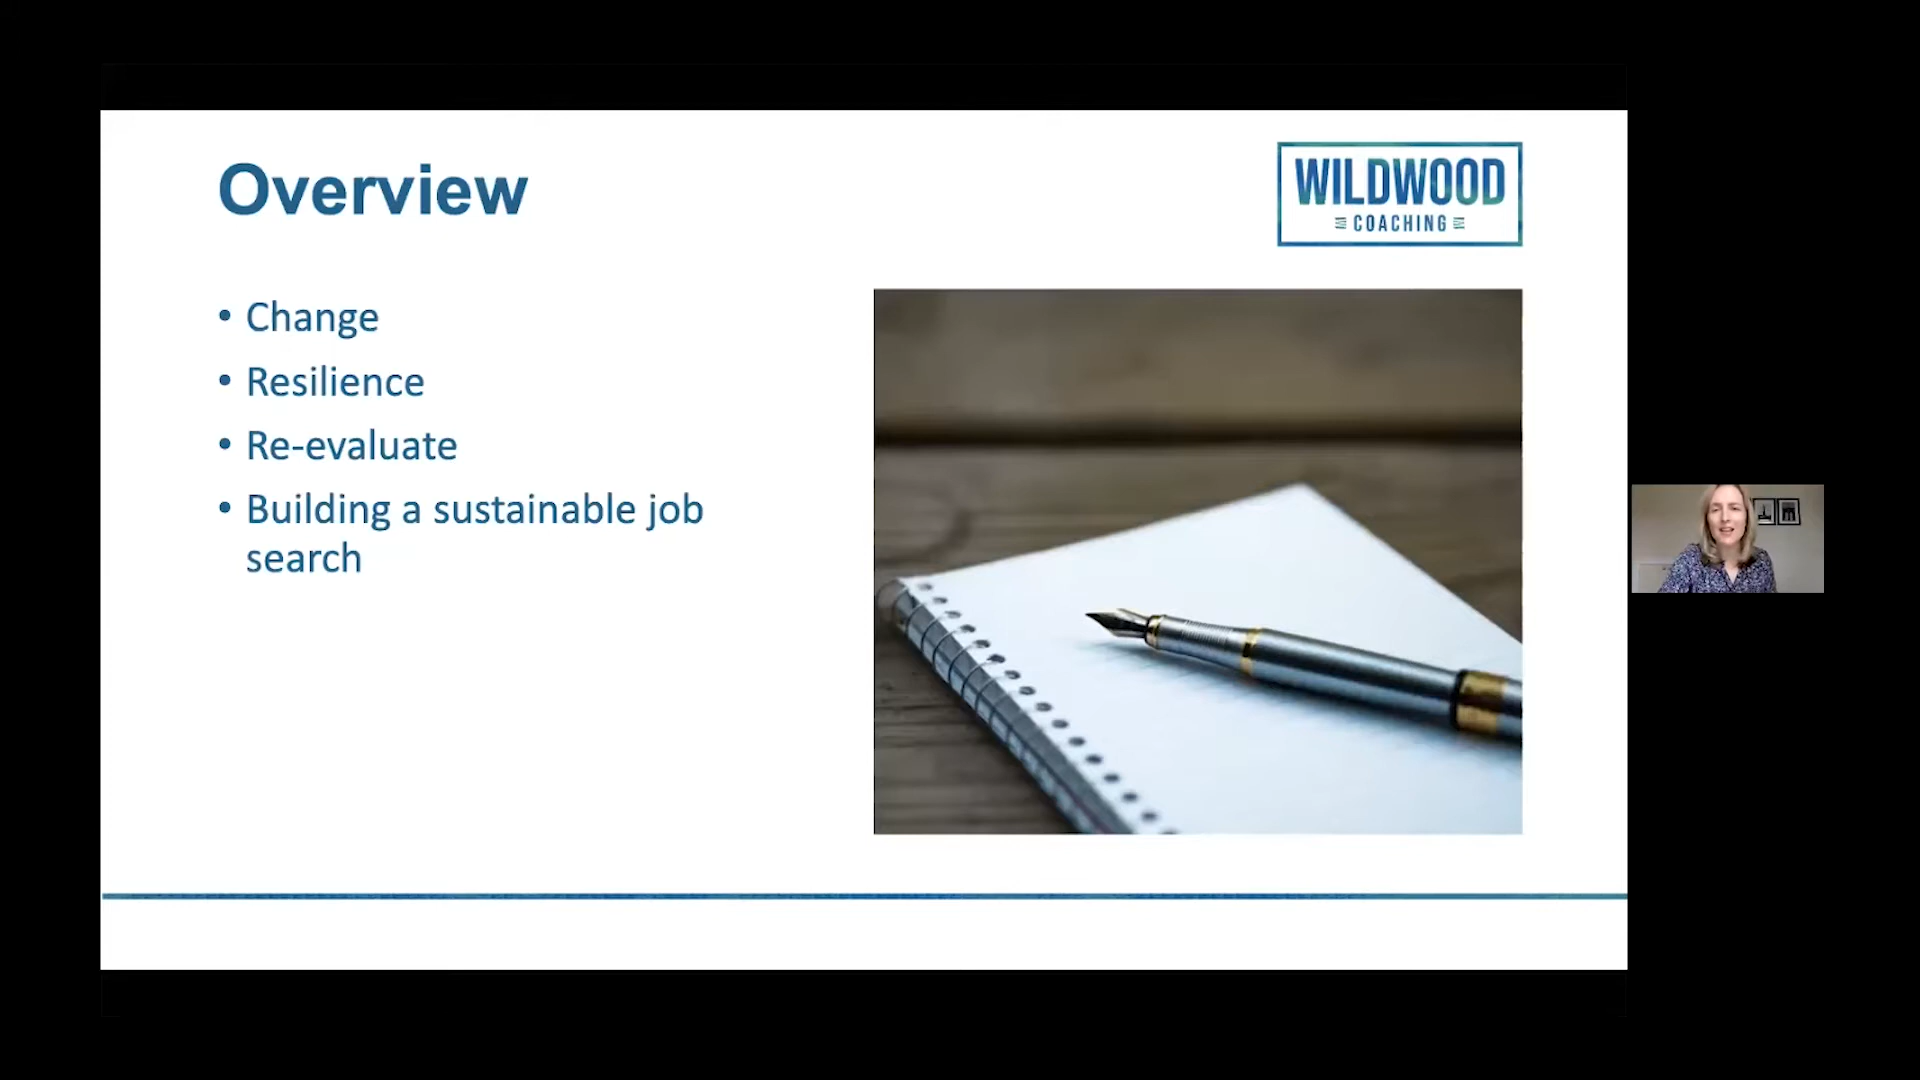 Overview
WILDWOOD
COACHING
• Change
• Resilience
• Re-evaluate
• Building a sustainable job
search